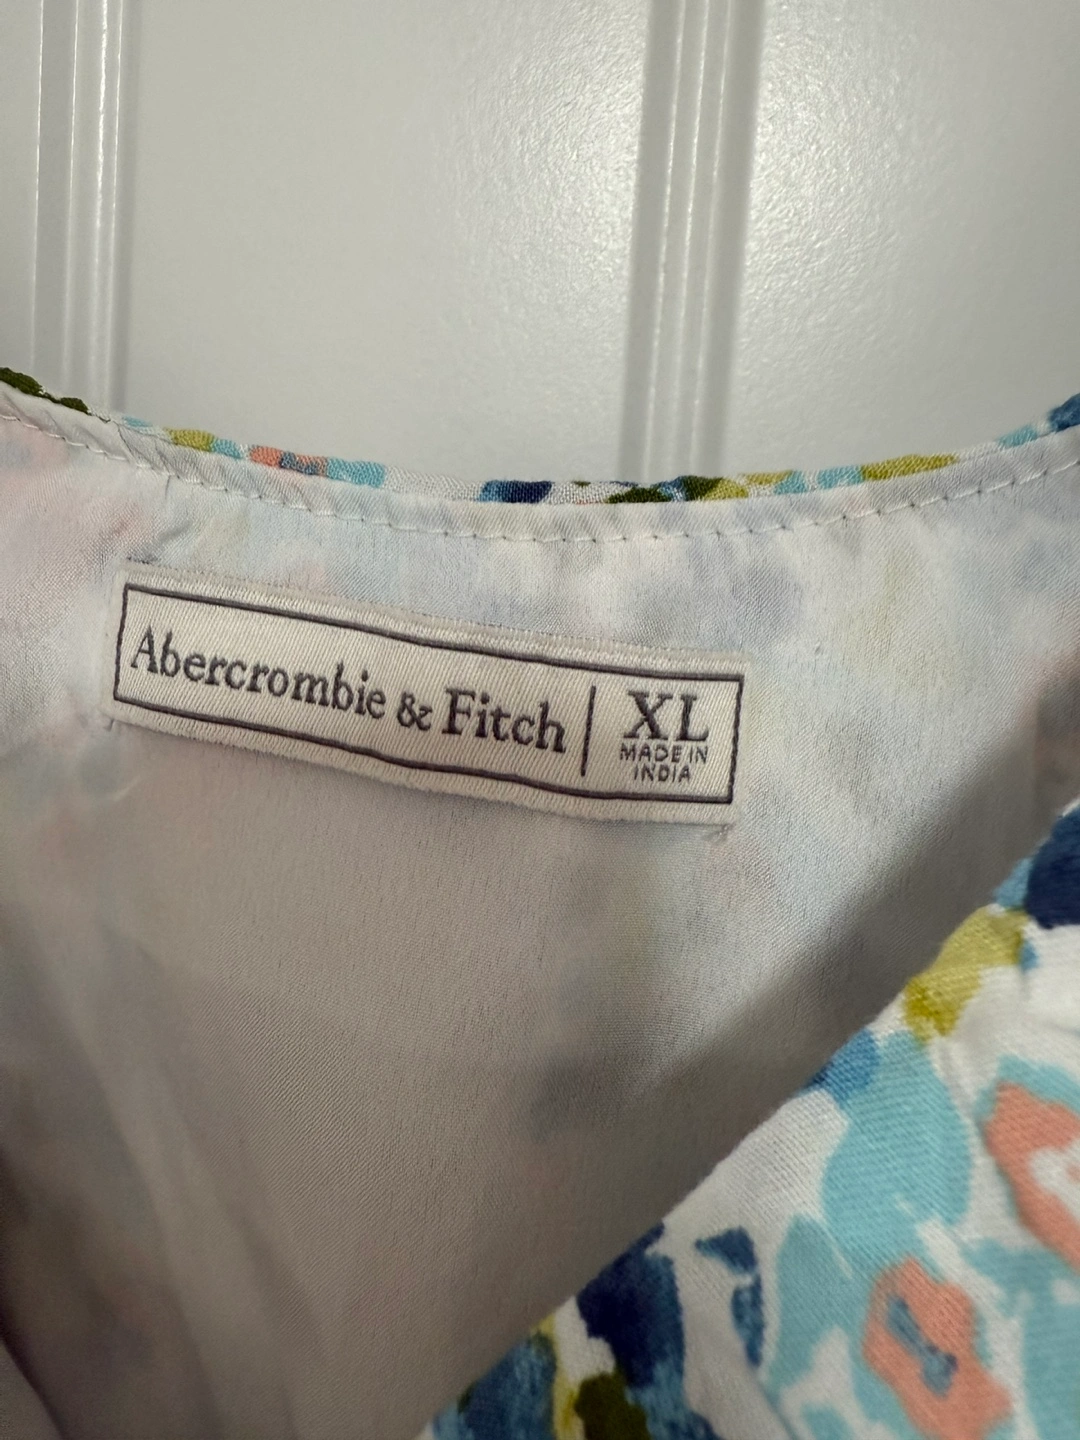 Abercrombie & Fitch
XL
MADE IN
INDIA